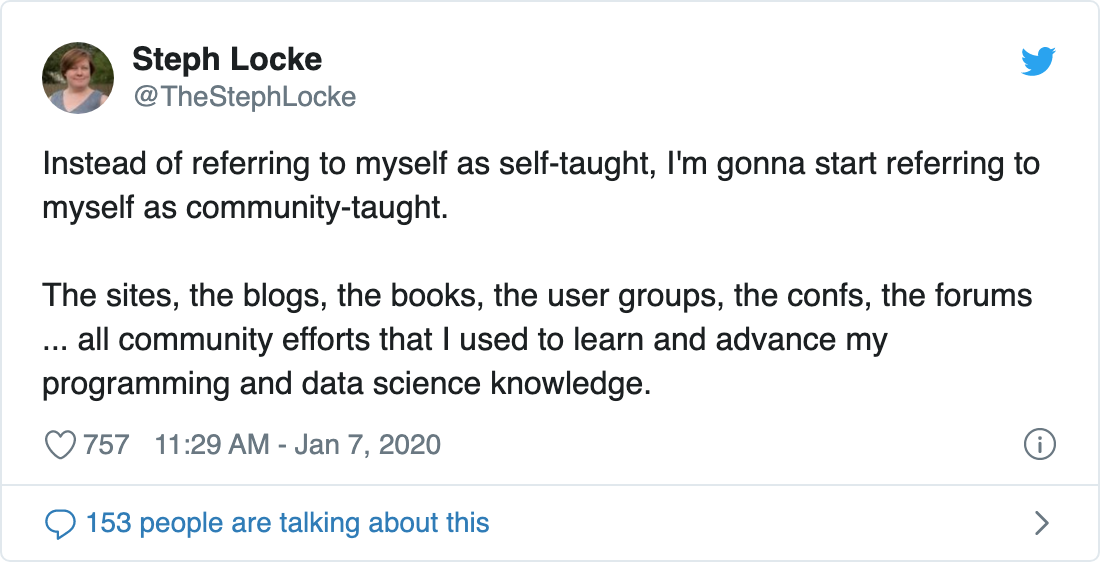 Steph Locke
@TheStephLocke
Instead of referring to myself as self-taught, I'm gonna start referring to
myself as community-taught.
The sites, the blogs, the books, the user groups, the confs, the forums
... all community efforts that I used to learn and advance my
programming and data science knowledge.
757 11:29 AM - Jan 7, 2020
153 people are talking about this